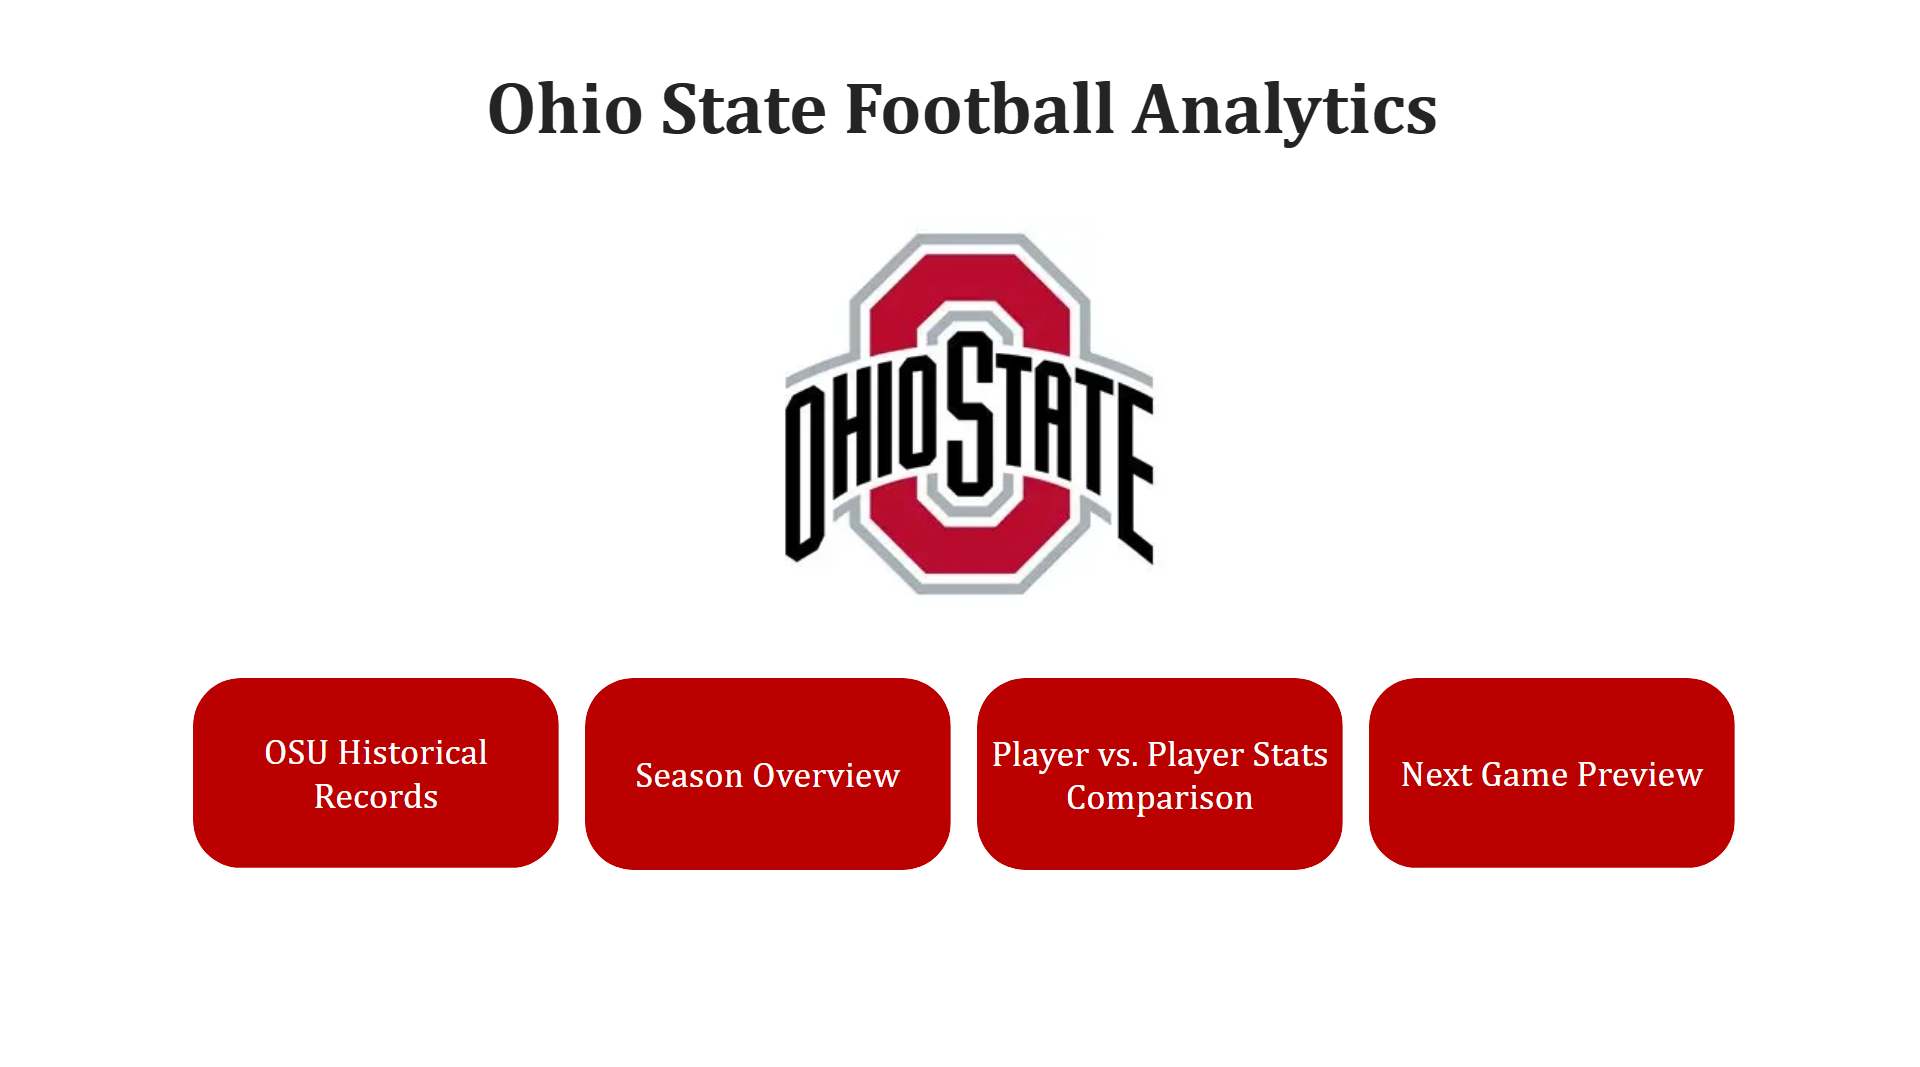 Ohio State Football Analytics
OHIO STATE
OSU Historical
Records
Season Overview
Player vs. Player Stats
Comparison
Next Game Preview